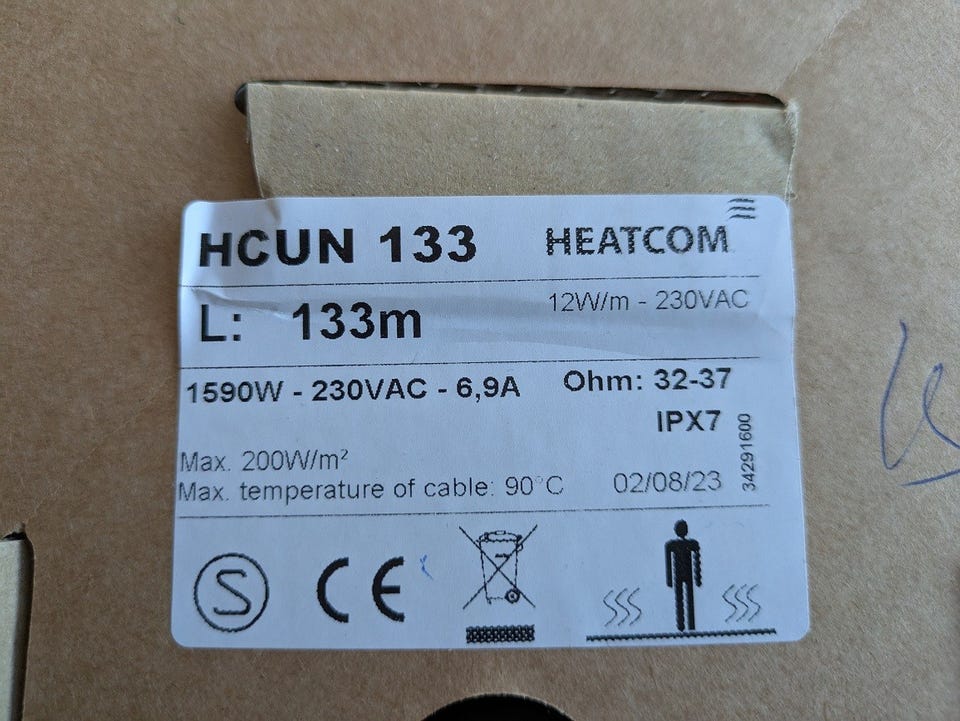 HCUN 133 HEATCOM
L: 133m 12W/m - 230VAC
1590W - 230VAC - 6,9A Ohm: 32-37
IPX7
34291600
Max. 200W/m²
Max. temperature of cable: 90°C 02/08/23
S CE